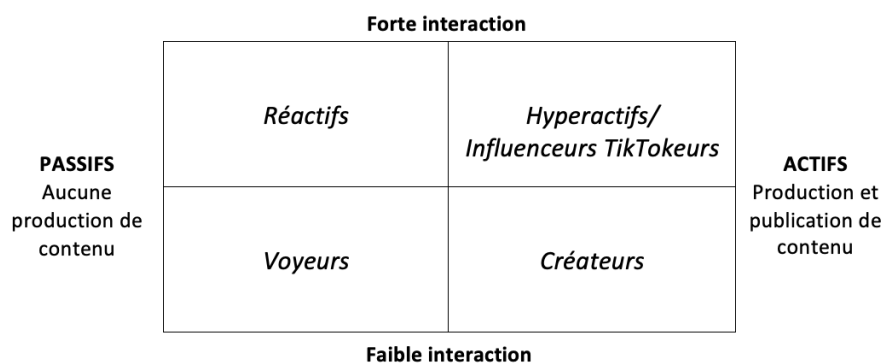 Forte interaction
Réactifs
Hyperactifs/
Influenceurs TikTokeurs
PASSIFS
Aucune
production de
contenu
ACTIFS
Production et
publication de
contenu
Voyeurs
Créateurs
Faible interaction